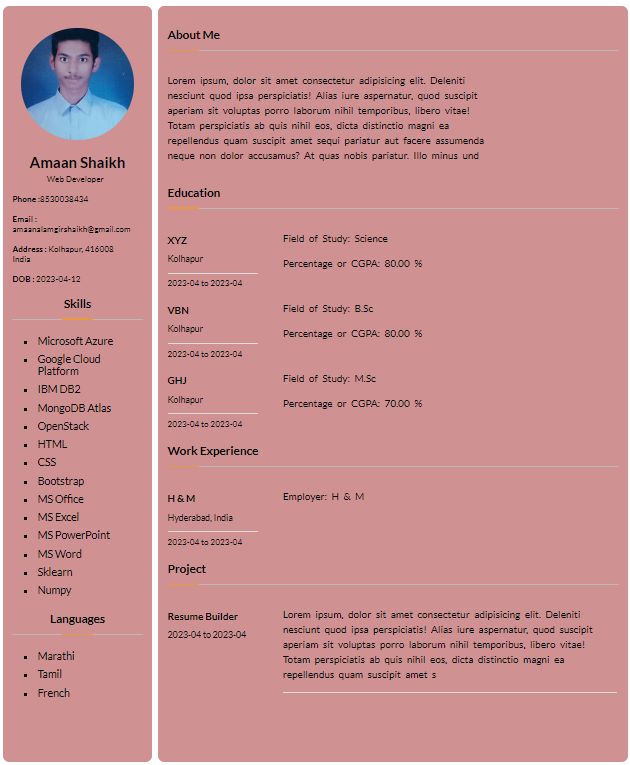 Amaan Shaikh
Web Developer
Phone :8530038434
Email :
amaanalamgirshaikh@gmail.com
Address : Kolhapur, 416008
India
DOB : 2023-04-12
Skills
Microsoft Azure
Google Cloud
Platform
IBM DB2
MongoDB Atlas
OpenStack
HTML
CSS
Bootstrap
MS Office
MS Excel
MS PowerPoint
MS Word
Sklearn
Numpy
Languages
Marathi
Tamil
French
About Me
Lorem ipsum, dolor sit amet consectetur adipisicing elit. Deleniti
nesciunt quod ipsa perspiciatis! Alias iure aspernatur, quod suscipit
aperiam sit voluptas porro laborum nihil temporibus, libero vitae!
Totam perspiciatis ab quis nihil eos, dicta distinctio magni ea
repellendus quam suscipit amet sequi pariatur aut facere assumenda
neque non dolor accusamus? At quas nobis pariatur. Illo minus und
Education
XYZ
Kolhapur
2023-04 to 2023-04
Field of Study: Science
Percentage or CGPA: 80.00 %
VBN
Kolhapur
2023-04 to 2023-04
Field of Study: B.Sc
Percentage or CGPA: 80.00 %
GHJ
Kolhapur
2023-04 to 2023-04
Field of Study: M.Sc
Percentage or CGPA: 70.00 %
Work Experience
H & M
Hyderabad, India
2023-04 to 2023-04
Employer: H & M
Project
Resume Builder
2023-04 to 2023-04
Lorem ipsum, dolor sit amet consectetur adipisicing elit. Deleniti
nesciunt quod ipsa perspiciatis! Alias iure aspernatur, quod suscipit
aperiam sit voluptas porro laborum nihil temporibus, libero vitae!
Totam perspiciatis ab quis nihil eos, dicta distinctio magni ea
repellendus quam suscipit amet s